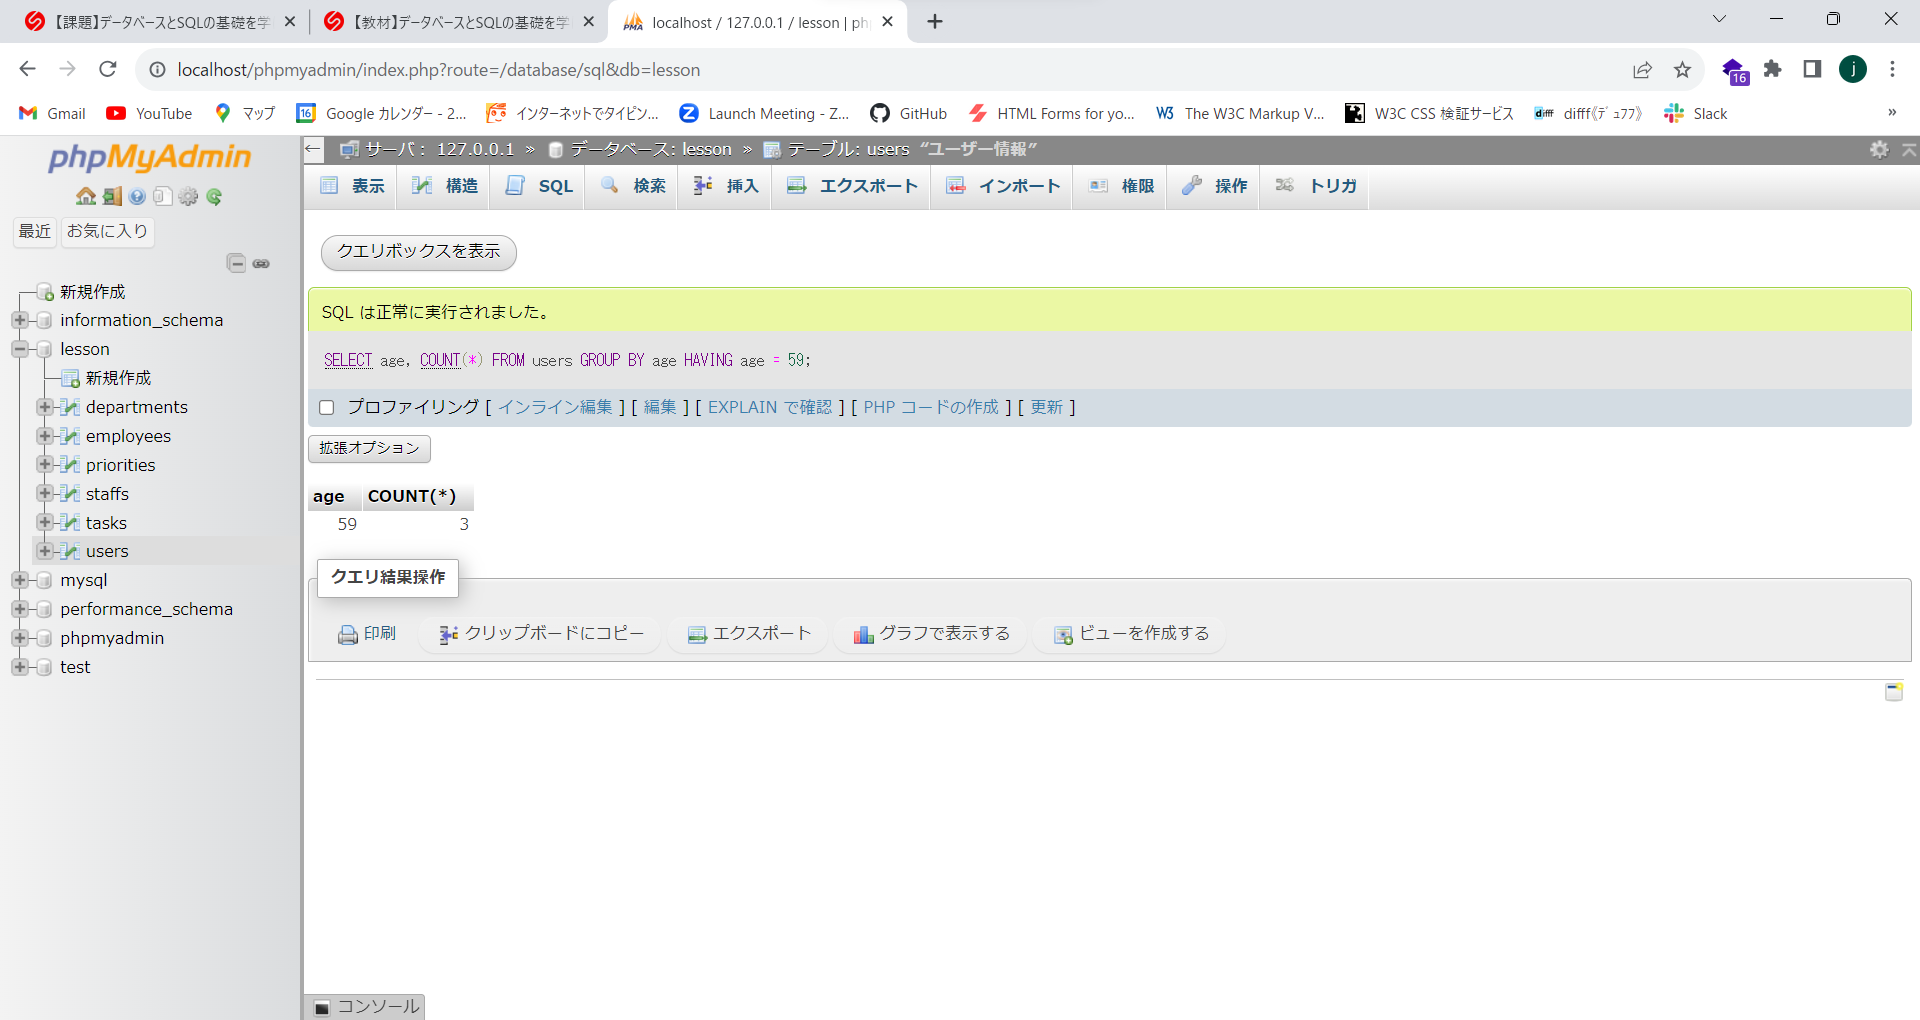 【課題】データベースとSQLの基礎を学
【教材】データベースとSQLの基礎を学
localhost / 127.0.0.1 / lesson | ph
localhost/phpmyadmin/index.php?route=/database/sql&db=lesson
16
j
Gmail
YouTube
マップ
16
Google カレンダー - 2...
インターネットでタイピン...
Launch Meeting - Z...
GitHub
HTML Forms for yo...
The W3C Markup V...
W3C CSS 検証サービス
difff《ﾃﾞｭﾌﾌ》
Slack
»
phpMyAdmin
最近
お気に入り
新規作成
information_schema
lesson
新規作成
departments
employees
priorities
staffs
tasks
users
mysql
performance_schema
phpmyadmin
test
サーバ: 127.0.0.1 » データベース: lesson » テーブル: users “ユーザー情報”
表示
構造
SQL
検索
挿入
エクスポート
インポート
権限
操作
トリガ
クエリボックスを表示
SQL は正常に実行されました。
SELECT age, COUNT(*) FROM users GROUP BY age HAVING age = 59;
プロファイリング [ インライン編集 ] [ 編集 ] [ EXPLAIN で確認 ] [ PHP コードの作成 ] [ 更新 ]
拡張オプション
age COUNT(*)
59 3
クエリ結果操作
印刷
クリップボードにコピー
エクスポート
グラフで表示する
ビューを作成する
コンソール